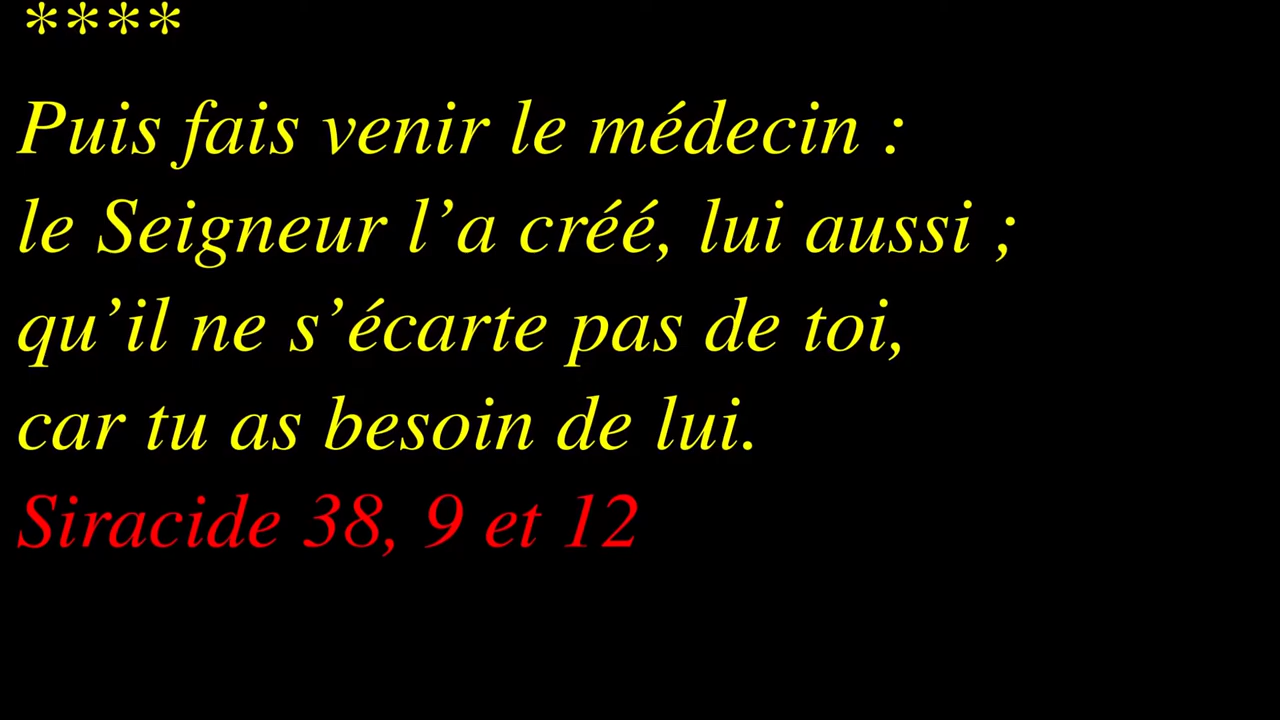 ****
Puis fais venir le médecin :
le Seigneur l’a créé, lui aussi ;
qu’il ne s’écarte pas de toi,
car tu as besoin de lui.
Siracide 38, 9 et 12